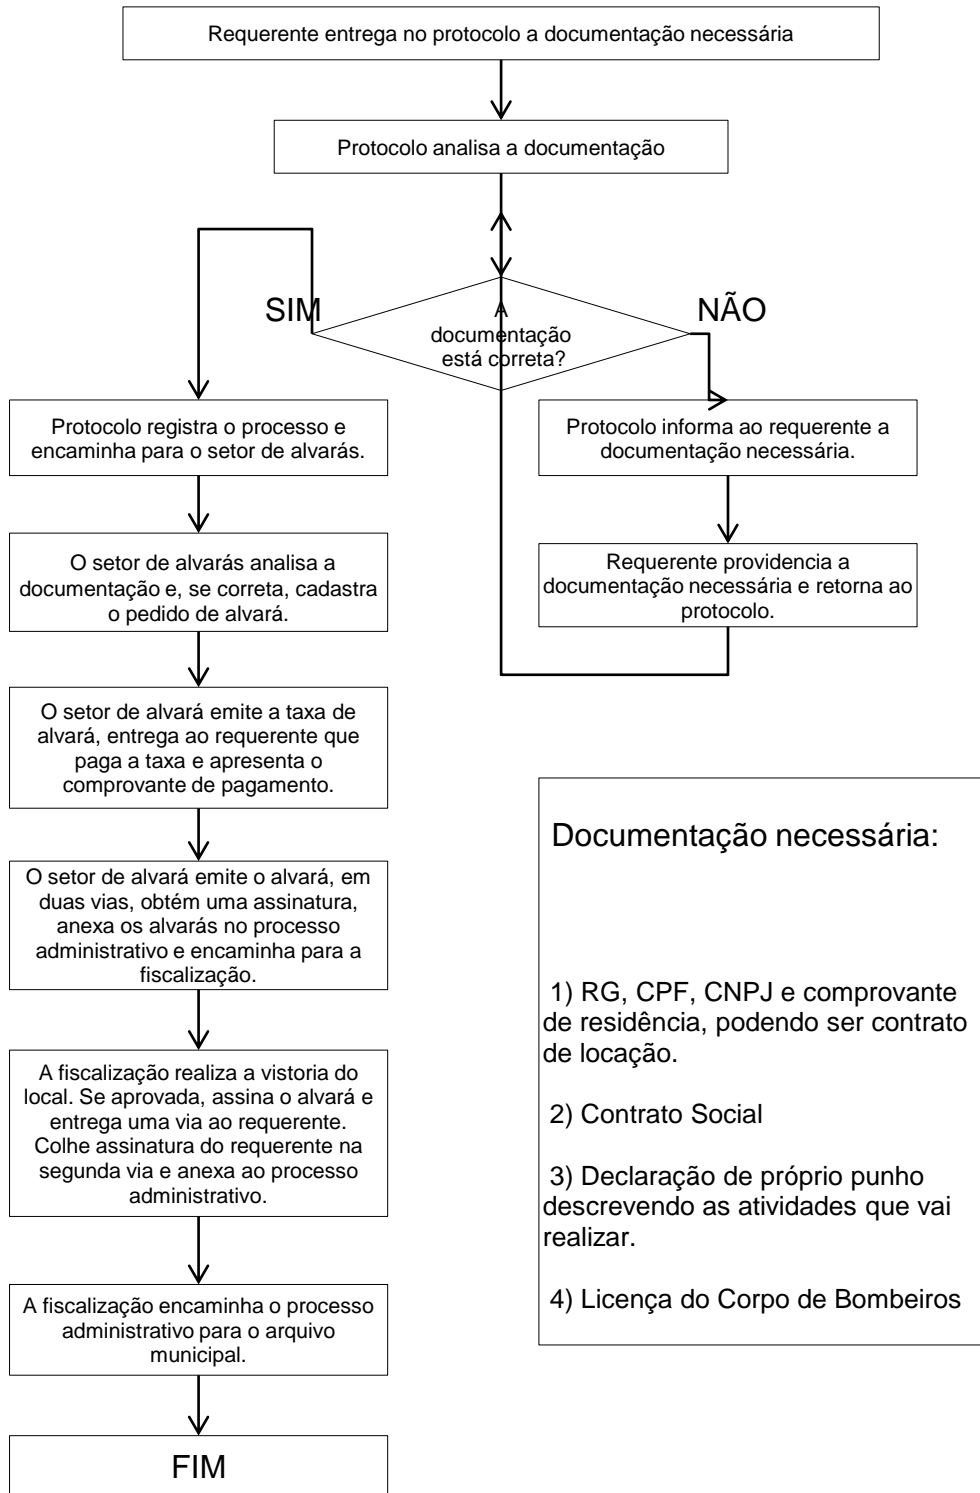 Requerente entrega no protocolo a documentação necessária
Protocolo analisa a documentação
SIM
NÃO
A
documentação
está correta?
Protocolo registra o processo e
encaminha para o setor de alvarás.
Protocolo informa ao requerente a
documentação necessária.
O setor de alvarás analisa a
documentação e, se correta, cadastra
o pedido de alvará.
Requerente providencia a
documentação necessária e retorna ao
protocolo.
O setor de alvará emite a taxa de
alvará, entrega ao requerente que
paga a taxa e apresenta o
comprovante de pagamento.
O setor de alvará emite o alvará, em
duas vias, obtém uma assinatura,
anexa os alvarás no processo
administrativo e encaminha para a
fiscalização.
A fiscalização realiza a vistoria do
local. Se aprovada, assina o alvará e
entrega uma via ao requerente.
Colhe assinatura do requerente na
segunda via e anexa ao processo
administrativo.
A fiscalização encaminha o processo
administrativo para o arquivo
municipal.
FIM
Documentação necessária:
1) RG, CPF, CNPJ e comprovante
de residência, podendo ser contrato
de locação.
2) Contrato Social
3) Declaração de próprio punho
descrevendo as atividades que vai
realizar.
4) Licença do Corpo de Bombeiros